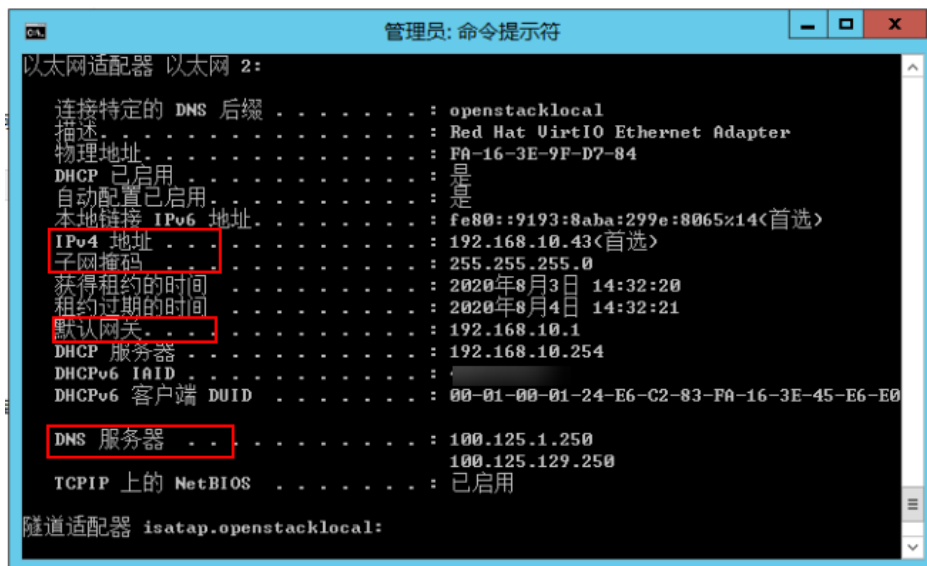 管理员: 命令提示符
以太网适配器 以太网 2:
连接特定的 DNS 后缀 . . . . . . . : openstacklocal
描述. . . . . . . . . . . . . . . : Red Hat VirtIO Ethernet Adapter
物理地址. . . . . . . . . . . . . : FA-16-3E-9F-D7-84
DHCP 已启用 . . . . . . . . . . . : 是
自动配置已启用. . . . . . . . . . : 是
本地链接 IPv6 地址. . . . . . . . : fe80::9193:8aba:299e:8065%14(首选)
IPv4 地址 . . . . . . . . . . . . : 192.168.10.43(首选)
子网掩码 . . . . . . . . . . . . : 255.255.255.0
获得租约的时间 . . . . . . . . . : 2020年8月3日 14:32:20
租约过期的时间 . . . . . . . . . : 2020年8月4日 14:32:21
默认网关. . . . . . . . . . . . . : 192.168.10.1
DHCP 服务器 . . . . . . . . . . . : 192.168.10.254
DHCPv6 IAID . . . . . . . . . . . :
DHCPv6 客户端 DUID . . . . . . . : 00-01-00-01-24-E6-C2-83-FA-16-3E-45-E6-E0
DNS 服务器 . . . . . . . . . . . : 100.125.1.250
100.125.129.250
TCPIP 上的 NetBIOS . . . . . . . : 已启用
隧道适配器 isatap.openstacklocal: